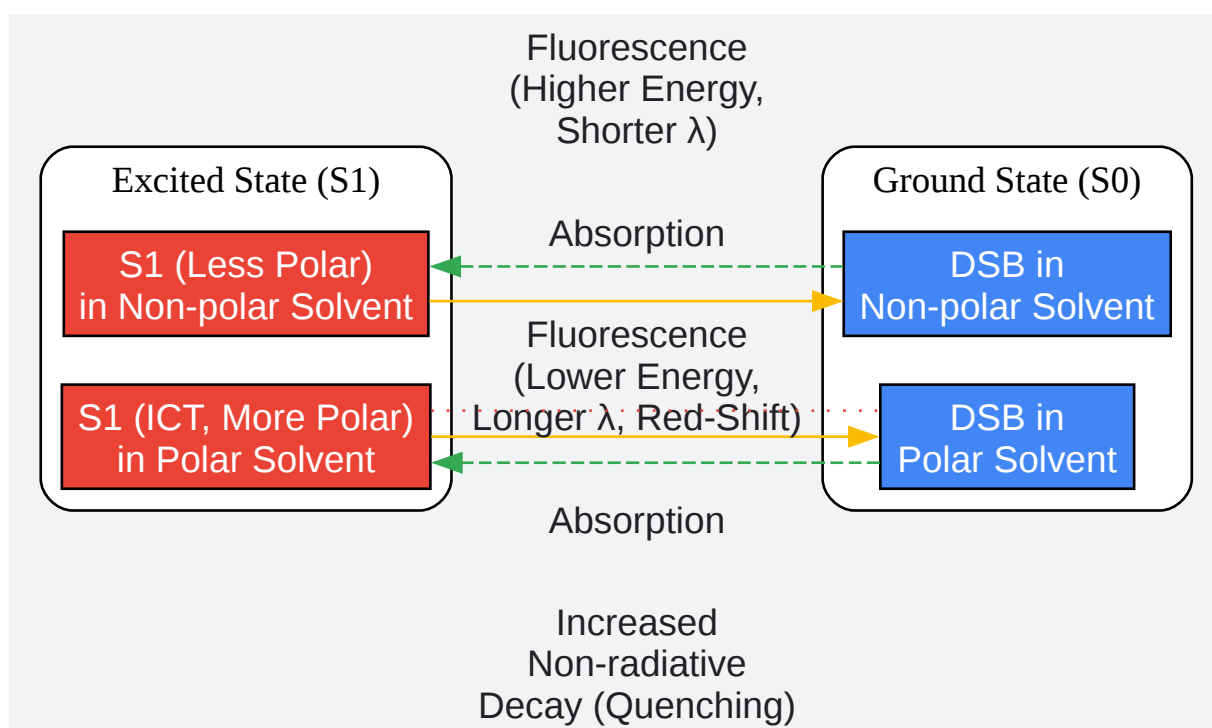 Fluorescence
(Higher Energy,
Shorter λ)
Excited State (S1)
Ground State (S0)
Absorption
S1 (Less Polar)
in Non-polar Solvent
DSB in
Non-polar Solvent
Fluorescence
(Lower Energy,
Longer λ, Red-Shift)
S1 (ICT, More Polar)
in Polar Solvent
DSB in
Polar Solvent
Absorption
Increased
Non-radiative
Decay (Quenching)